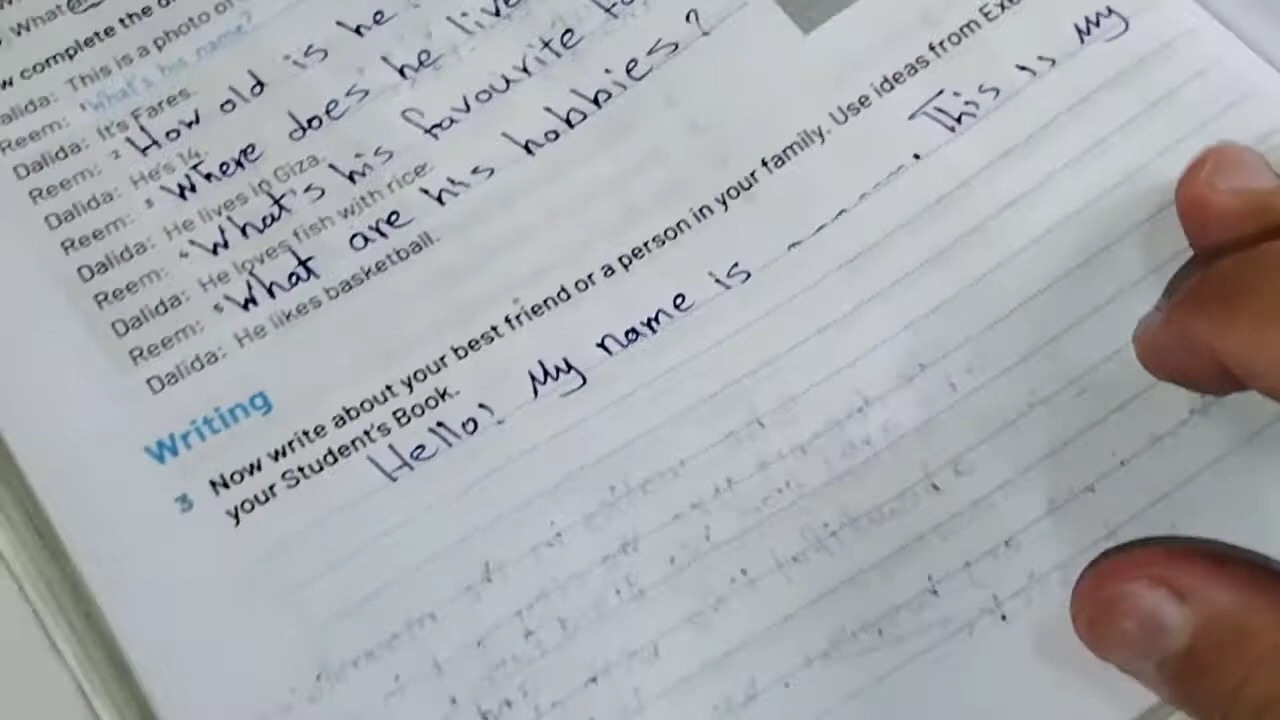 What
w complete the
alida: This is a photo of
Reem: ¹What's his name?
Dalida: It's Fares.
Reem: ² How old is he
Dalida: He's 14.
Reem: ³ Where does he live
Dalida: He lives in Giza.
Reem: ⁴ What's his favourite
Dalida: He loves fish with rice.
Reem: ⁵ What are his hobbies?
Dalida: He likes basketball.
Writing
3 Now write about your best friend or a person in your family. Use ideas from
your Student's Book.
Hello! My name is ------. This is my